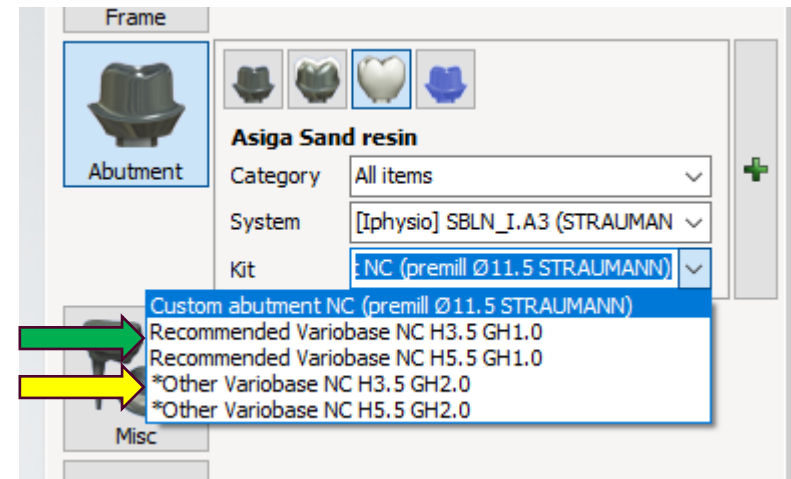 Frame
Abutment
Asiga Sand resin
Category
All items
System
[Iphysio] SBLN_I.A3 (STRAUMAN
Kit
: NC (premill Ø11.5 STRAUMANN)
Custom abutment NC (premill Ø11.5 STRAUMANN)
Recommended Variobase NC H3.5 GH1.0
Recommended Variobase NC H5.5 GH1.0
*Other Variobase NC H3.5 GH2.0
*Other Variobase NC H5.5 GH2.0
Misc